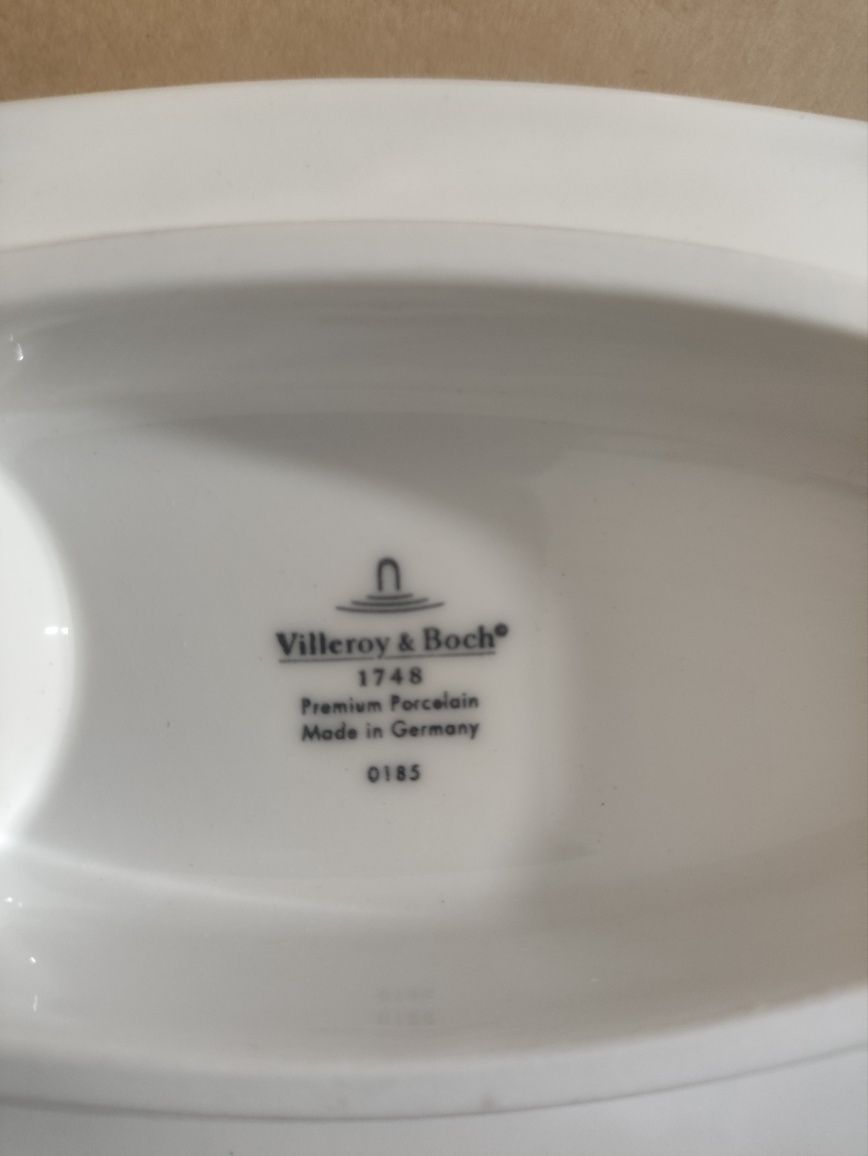 Villeroy & Boch©
1748
Premium Porcelain
Made in Germany
0185